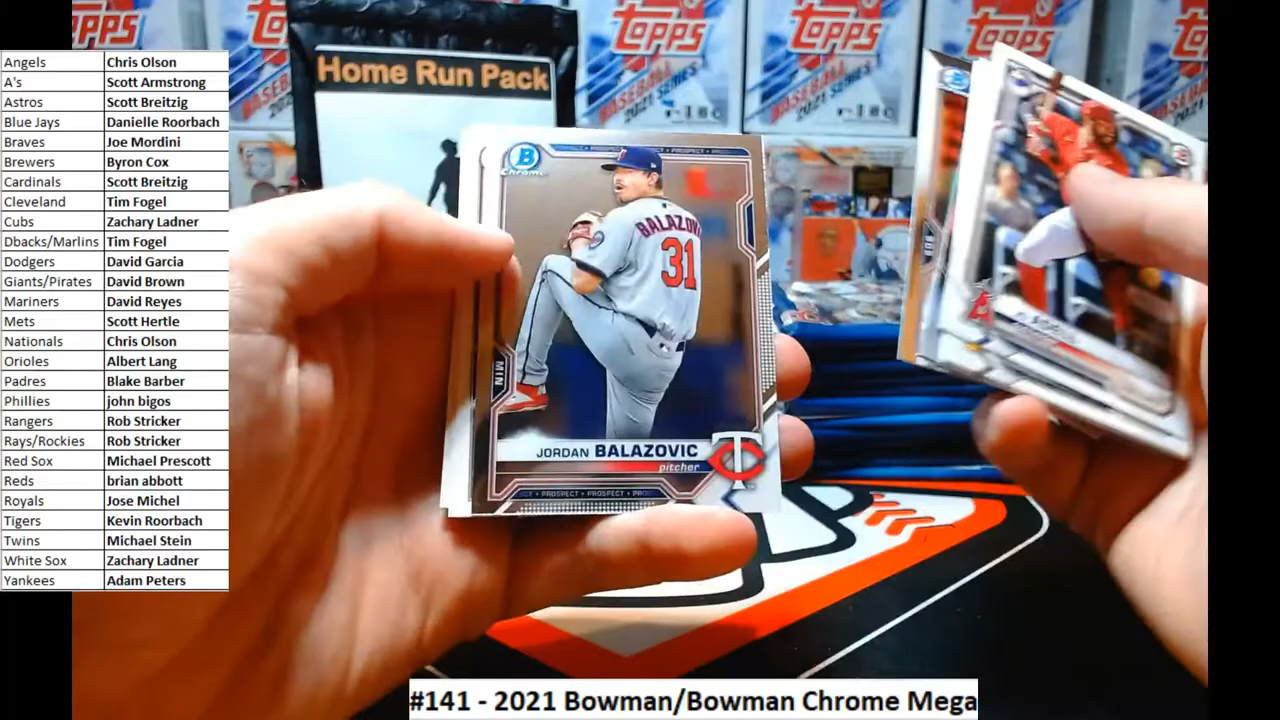 Angels Chris Olson
A's Scott Armstrong
Astros Scott Breitzig
Blue Jays Danielle Roorbach
Braves Joe Mordini
Brewers Byron Cox
Cardinals Scott Breitzig
Cleveland Tim Fogel
Cubs Zachary Ladner
Dbacks/Marlins Tim Fogel
Dodgers David Garcia
Giants/Pirates David Brown
Mariners David Reyes
Mets Scott Hertle
Nationals Chris Olson
Orioles Albert Lang
Padres Blake Barber
Phillies john bigos
Rangers Rob Stricker
Rays/Rockies Rob Stricker
Red Sox Michael Prescott
Reds brian abbott
Royals Jose Michel
Tigers Kevin Roorbach
Twins Michael Stein
White Sox Zachary Ladner
Yankees Adam Peters
Home Run Pack
TOPPS
TOPPS
TOPPS
BASEBALL
2021 SERIES
B
Chrome
PROSPECT
31
MIN
JORDAN BALAZOVIC
pitcher
PROSPECT • PROSPECT
#141 - 2021 Bowman/Bowman Chrome Mega